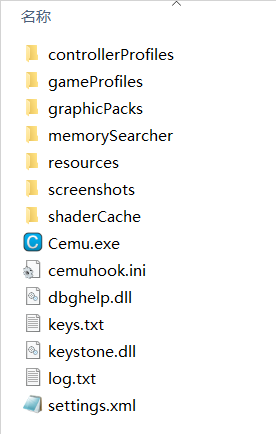 名称
controllerProfiles
gameProfiles
graphicPacks
memorySearcher
resources
screenshots
shaderCache
Cemu.exe
cemuhook.ini
dbghelp.dll
keys.txt
keystone.dll
log.txt
settings.xml